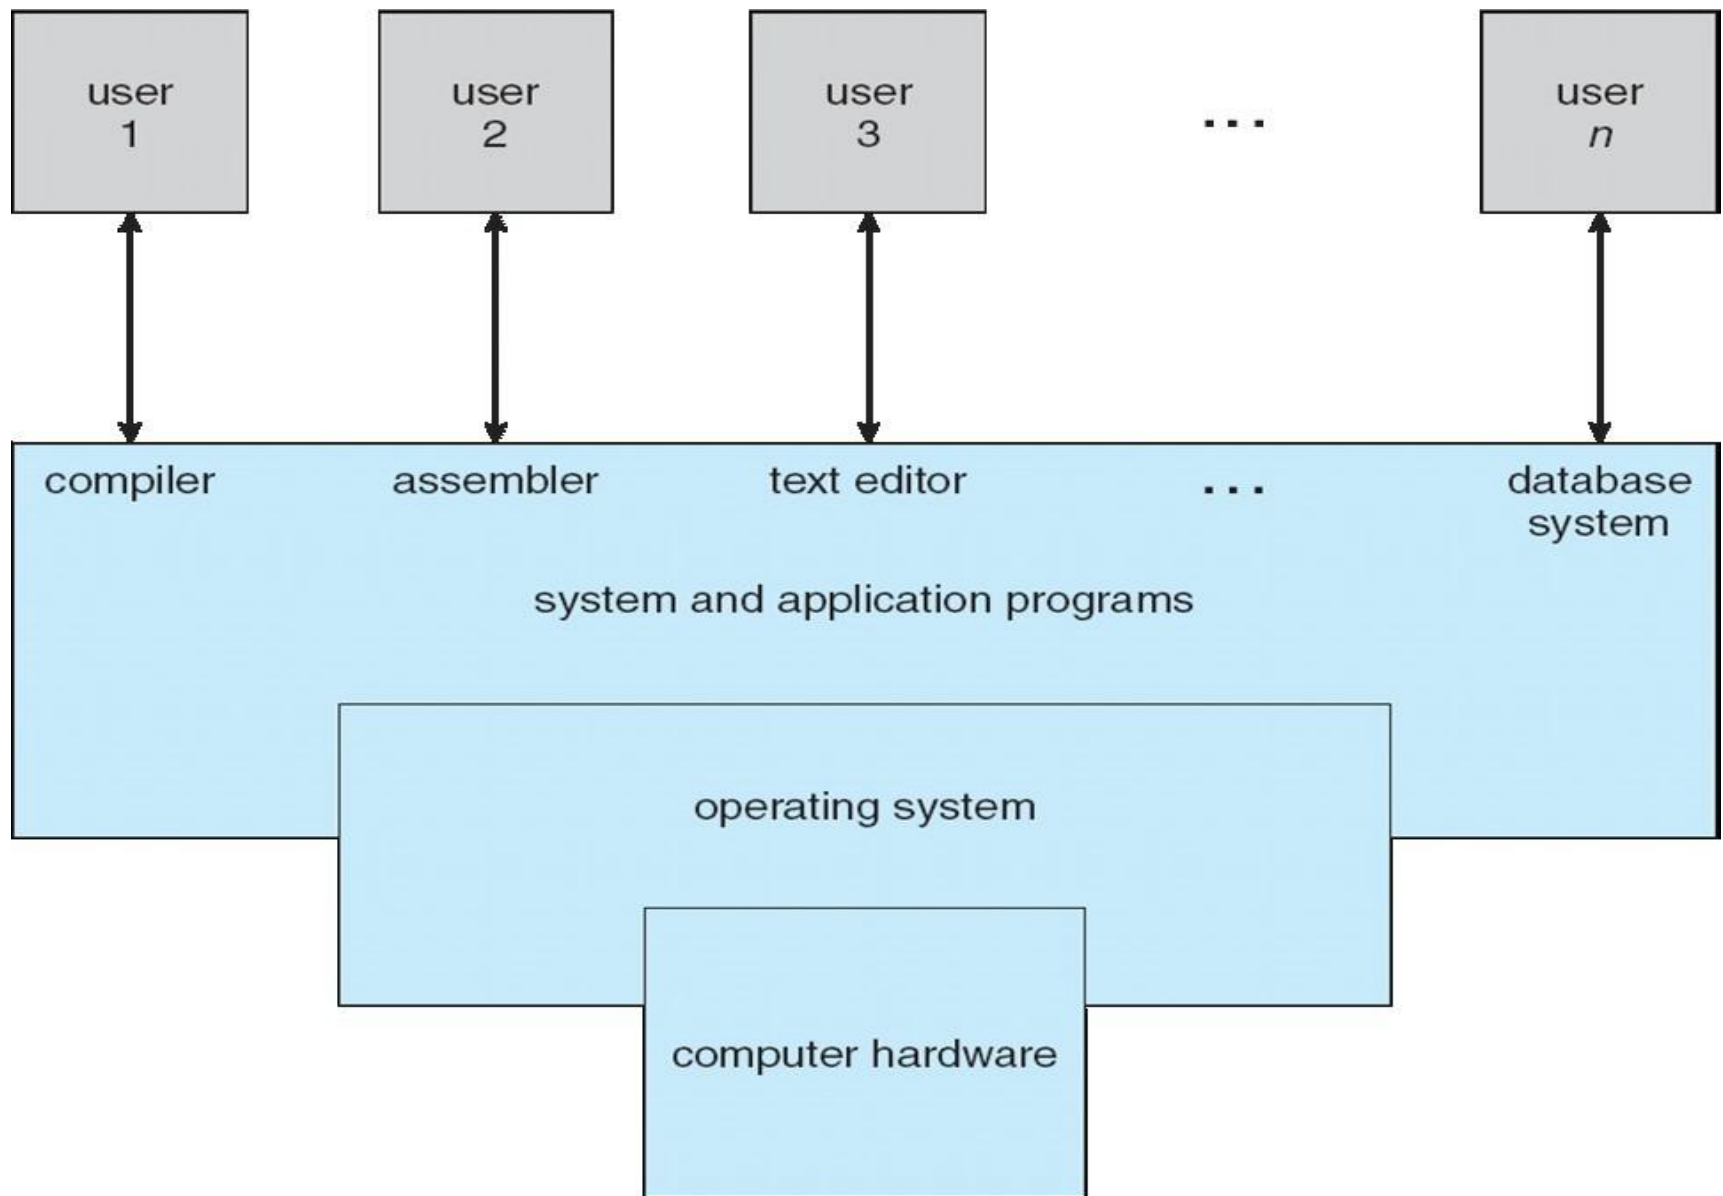 user
1
user
2
user
3
...
user
n
compiler
assembler
text editor
...
database
system
system and application programs
operating system
computer hardware